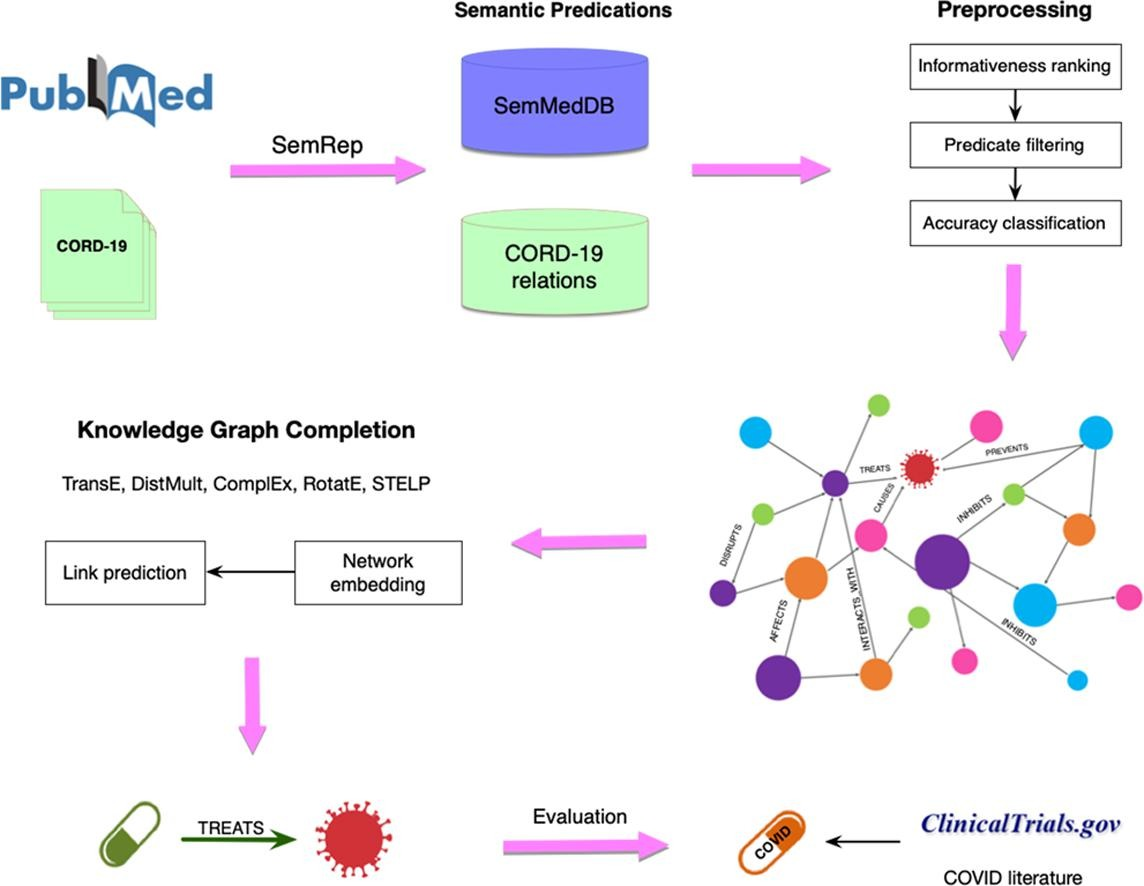 Semantic Predications
Preprocessing
PubMed
SemMedDB
Informativeness ranking
SemRep
Predicate filtering
CORD-19
CORD-19
relations
Accuracy classification
Knowledge Graph Completion
TransE, DistMult, ComplEx, RotatE, STELP
Link prediction
Network
embedding
TREATS
PREVENTS
CAUSES
INHIBITS
DISRUPTS
AFFECTS
INTERACTS WITH
INHIBITS
TREATS
Evaluation
COVID
ClinicalTrials.gov
COVID literature